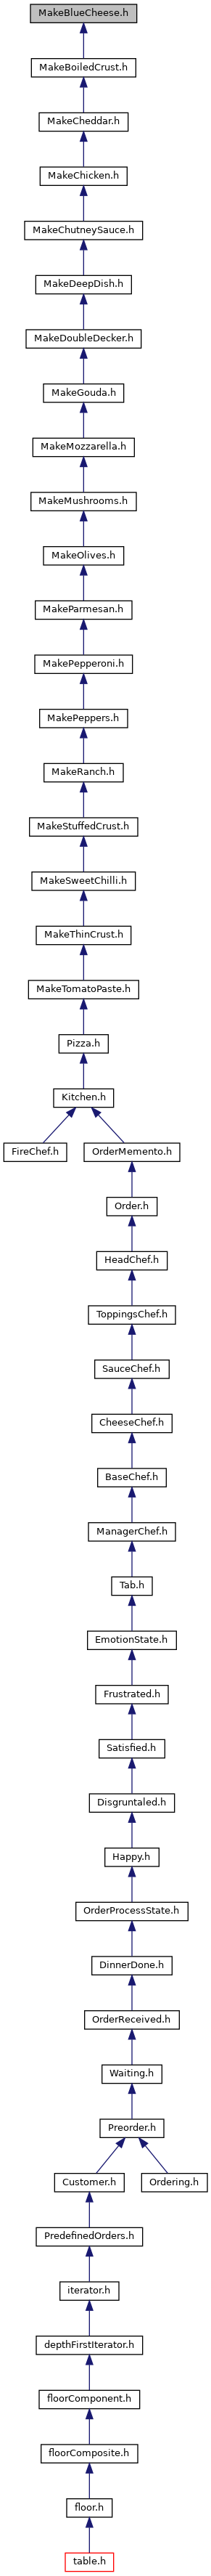 MakeBlueCheese.h
MakeBoiledCrust.h
MakeCheddar.h
MakeChicken.h
MakeChutneySauce.h
MakeDeepDish.h
MakeDoubleDecker.h
MakeGouda.h
MakeMozzarella.h
MakeMushrooms.h
MakeOlives.h
MakeParmesan.h
MakePepperoni.h
MakePeppers.h
MakeRanch.h
MakeStuffedCrust.h
MakeSweetChilli.h
MakeThinCrust.h
MakeTomatoPaste.h
Pizza.h
Kitchen.h
FireChef.h OrderMemento.h
Order.h
HeadChef.h
ToppingsChef.h
SauceChef.h
CheeseChef.h
BaseChef.h
ManagerChef.h
Tab.h
EmotionState.h
Frustrated.h
Satisfied.h
Disgruntaled.h
Happy.h
OrderProcessState.h
DinnerDone.h
OrderReceived.h
Waiting.h
Preorder.h
Customer.h Ordering.h
PredefinedOrders.h
iterator.h
depthFirstIterator.h
floorComponent.h
floorComposite.h
floor.h
table.h